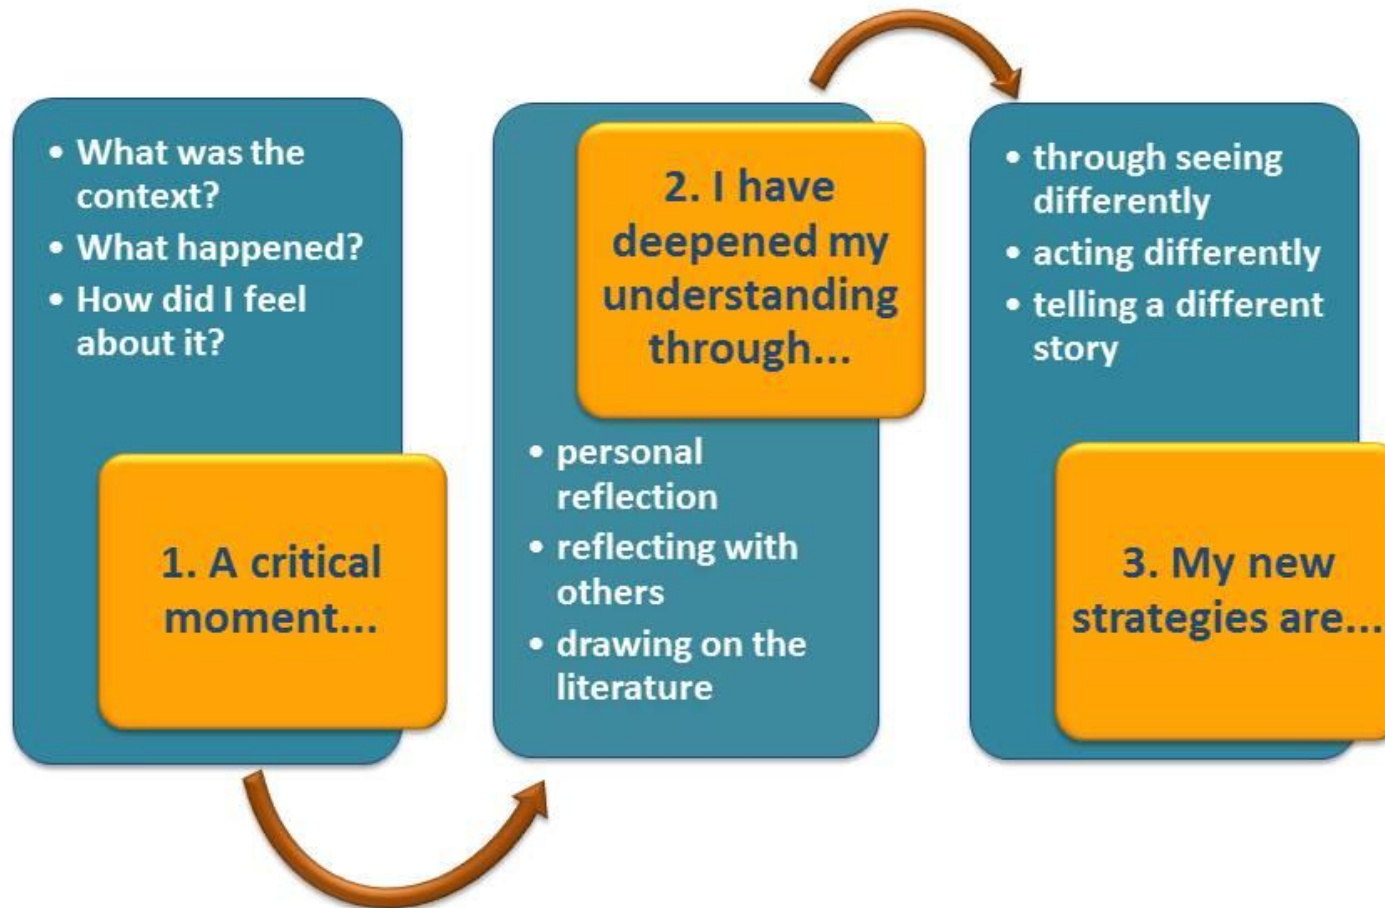 • What was the
context?
• What happened?
• How did I feel
about it?
1. A critical
moment...
2. I have
deepened my
understanding
through...
• personal
reflection
• reflecting with
others
• drawing on the
literature
• through seeing
differently
• acting differently
• telling a different
story
3. My new
strategies are...